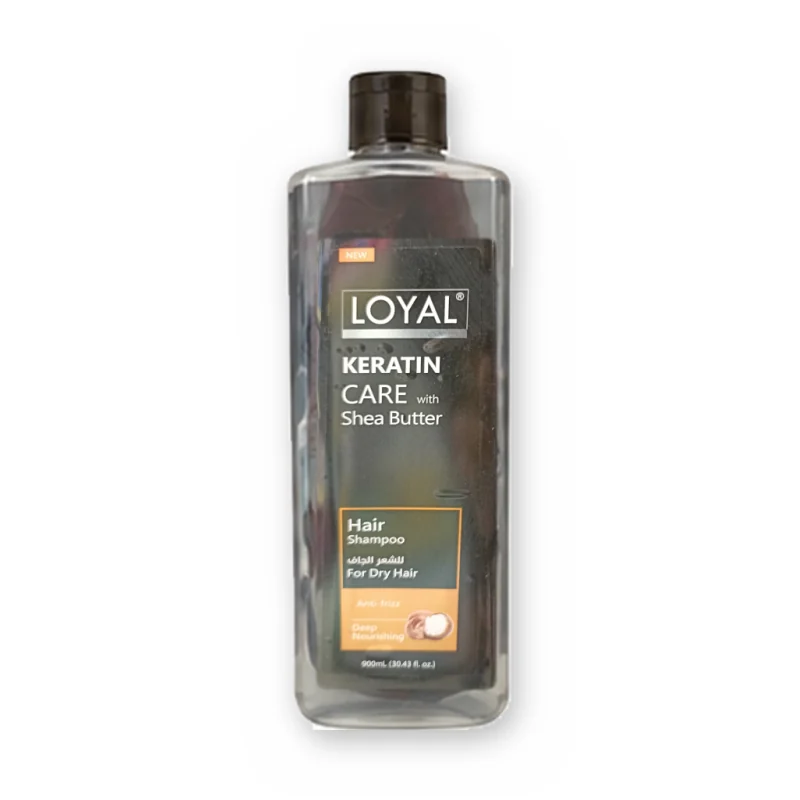 NEW
LOYAL®
KERATIN
CARE with
Shea Butter
Hair
Shampoo
للشعر الجاف
For Dry Hair
Anti-frizz
Deep
Nourishing
900mL (30.43 fl. oz.)